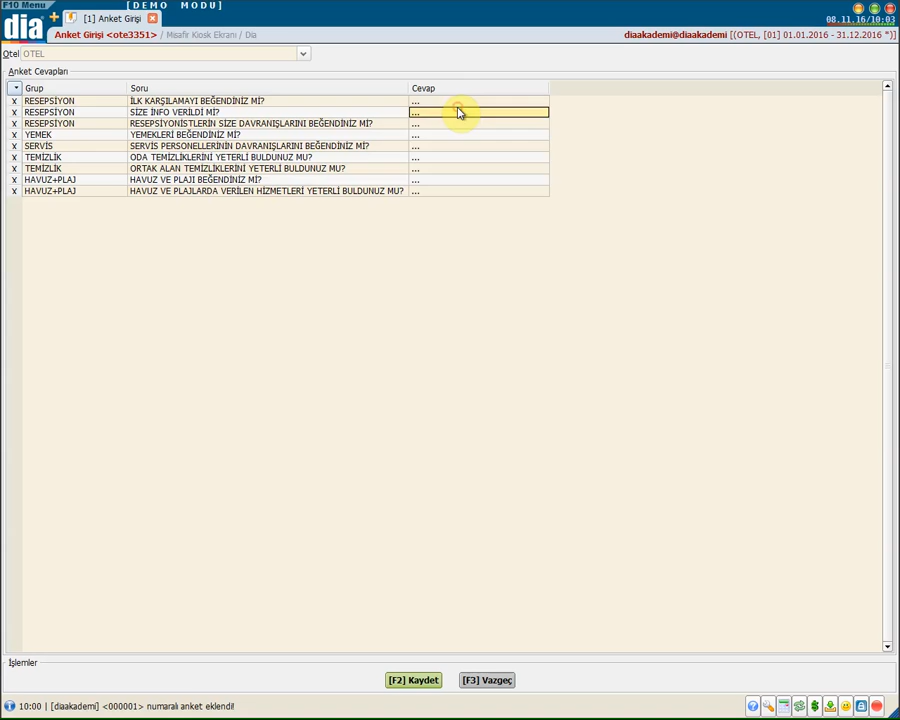 F10 Menu [DEMO MODU]
[1] Anket Girişi
08.11.16/10:03
dia
Anket Girişi <ote3351> / Misafir Kiosk Ekranı / Dia
diaakademi@diaakademi [(OTEL, [01] 01.01.2016 - 31.12.2016 ")]
Otel OTEL
Anket Cevapları
Grup Soru Cevap
X RESEPSİYON İLK KARŞILAMAYI BEĞENDİNİZ Mİ? ...
X RESEPSİYON SİZE İNFO VERİLDİ Mİ? ...
X RESEPSİYON RESEPSİYONİSTLERİN SİZE DAVRANIŞLARINI BEĞENDİNİZ Mİ? ...
X YEMEK YEMEKLERİ BEĞENDİNİZ Mİ? ...
X SERVİS SERVİS PERSONELLERİNİN DAVRANIŞLARINI BEĞENDİNİZ Mİ? ...
X TEMİZLİK ODA TEMİZLİKLERİNİ YETERLİ BULDUNUZ MU? ...
X TEMİZLİK ORTAK ALAN TEMİZLİKLERİNİ YETERLİ BULDUNUZ MU? ...
X HAVUZ+PLAJ HAVUZ VE PLAJI BEĞENDİNİZ Mİ? ...
X HAVUZ+PLAJ HAVUZ VE PLAJLARDA VERİLEN HİZMETLERİ YETERLİ BULDUNUZ MU? ...
İşlemler
[F2] Kaydet [F3] Vazgeç
10:00 | [daakademi] <000001> numaralı anket eklendi!